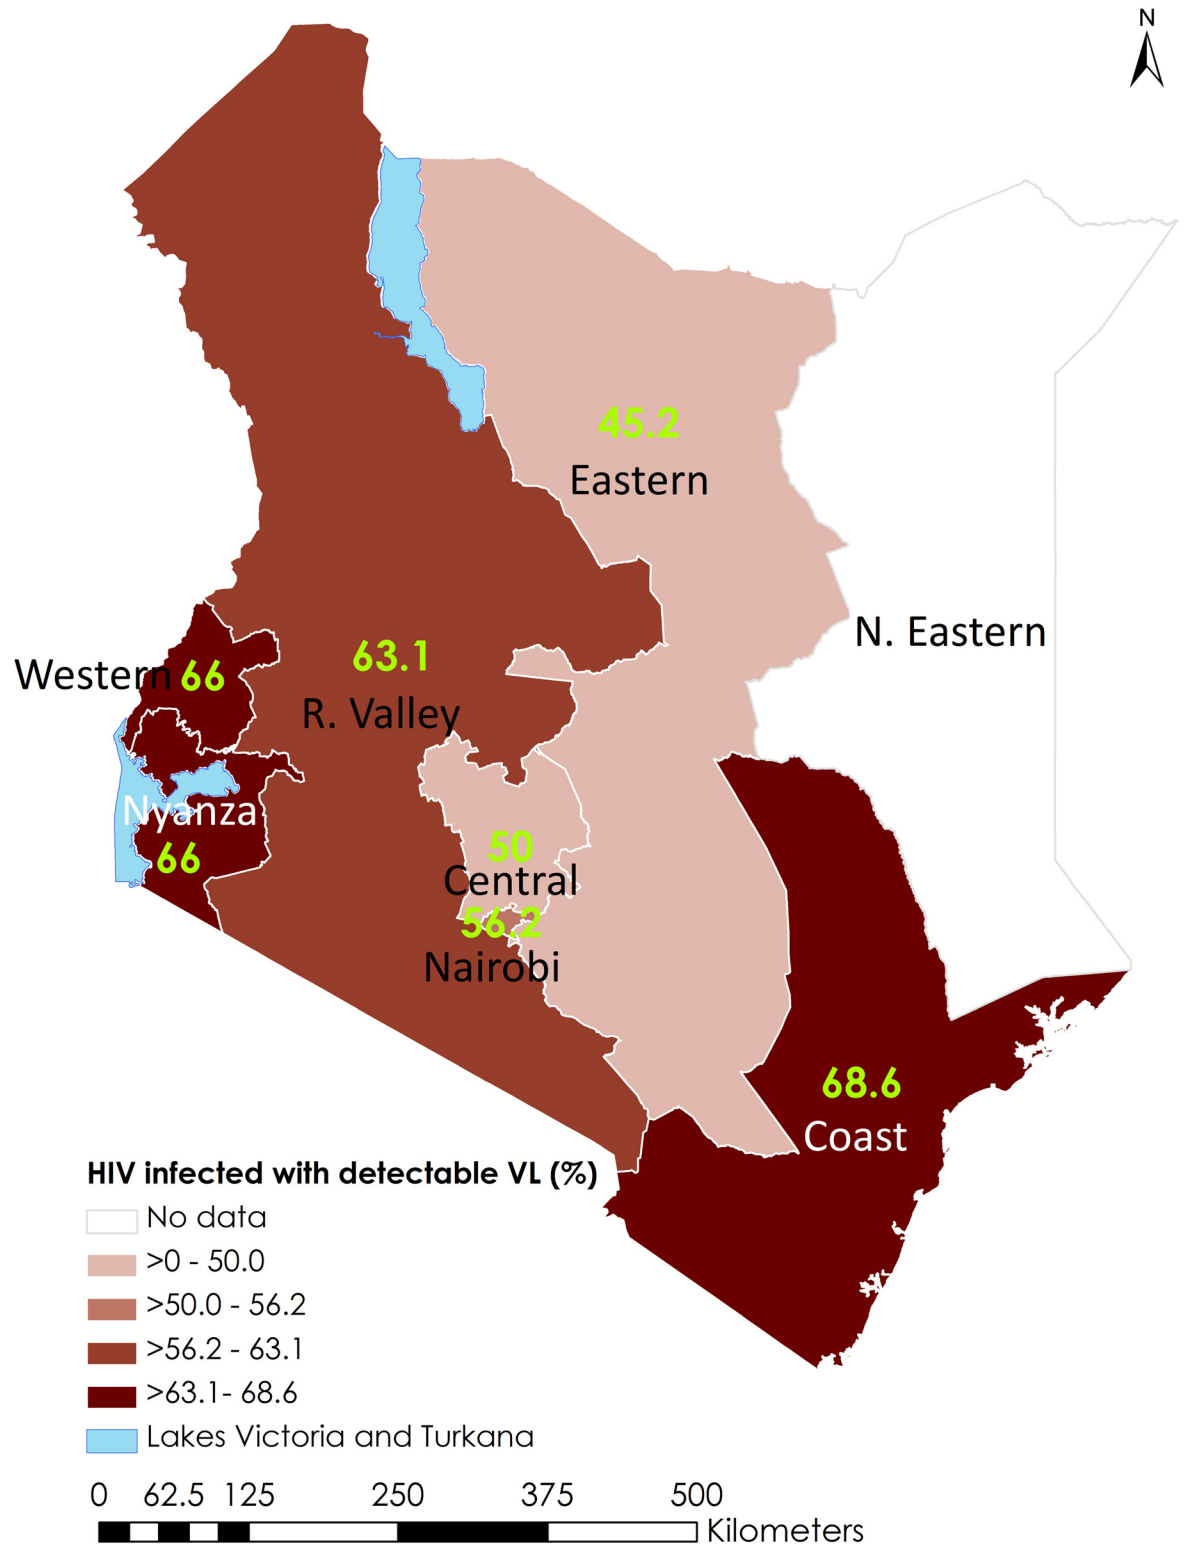 N
45.2
Eastern
N. Eastern
63.1
R. Valley
Western 66
Nyanza
66
50
Central
56.2
Nairobi
68.6
Coast
HIV infected with detectable VL (%)
No data
>0 - 50.0
>50.0 - 56.2
>56.2 - 63.1
>63.1- 68.6
Lakes Victoria and Turkana
0 62.5 125 250 375 500
Kilometers